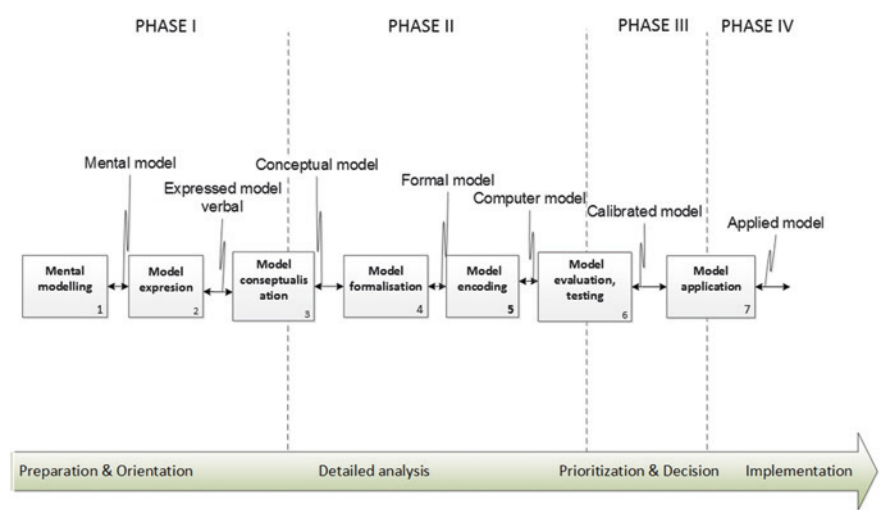 PHASE I
PHASE II
PHASE III
PHASE IV
Mental model
Expressed model
verbal
Conceptual model
Formal model
Computer model
Calibrated model
Applied model
Mental
modelling
1
Model
expresion
2
Model
conseptualis
ation
3
Model
formalisation
4
Model
encoding
5
Model
evaluation,
testing
6
Model
application
7
Preparation & Orientation
Detailed analysis
Prioritization & Decision
Implementation